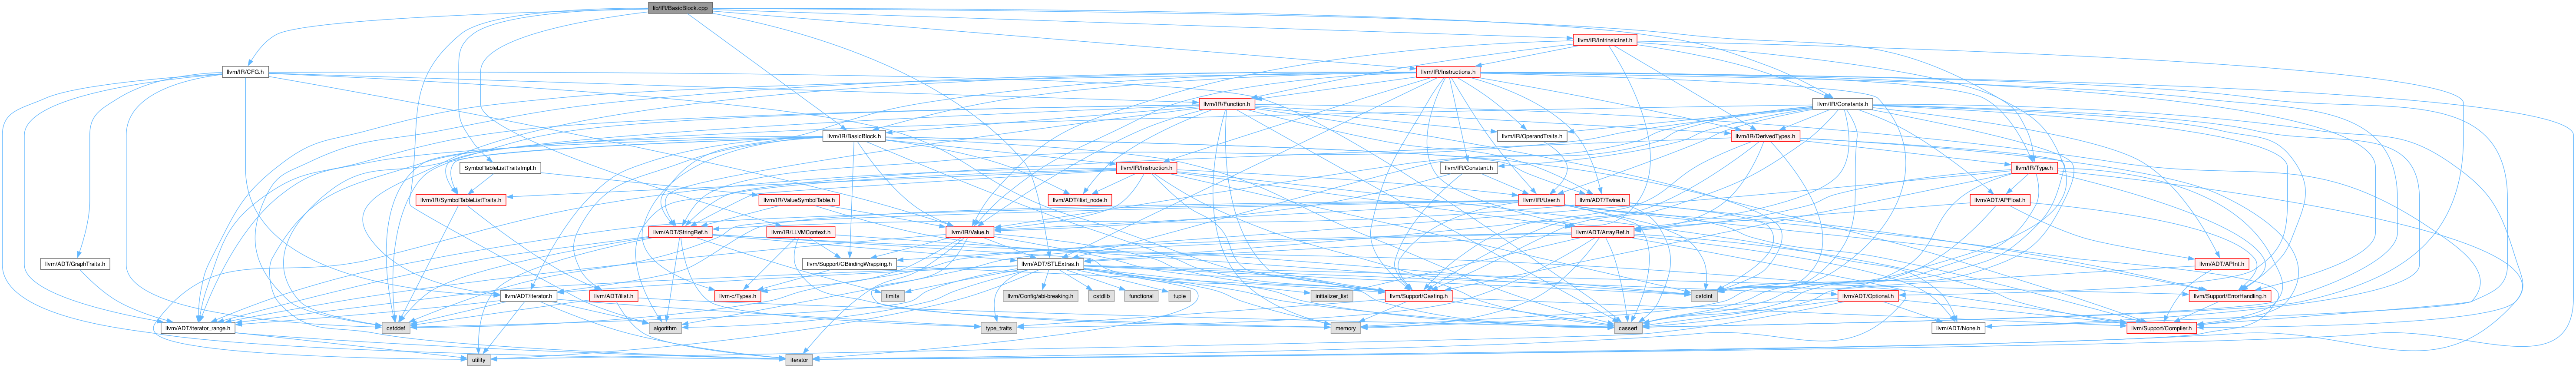 lib/IR/BasicBlock.cpp
llvm/IR/IntrinsicInst.h
llvm/IR/CFG.h
llvm/IR/Instructions.h
llvm/IR/Function.h
llvm/IR/Constants.h
llvm/IR/BasicBlock.h
llvm/IR/OperandTraits.h
llvm/IR/DerivedTypes.h
SymbolTableListTraitsImpl.h
llvm/IR/Instruction.h
llvm/IR/Constant.h
llvm/IR/Type.h
llvm/IR/SymbolTableListTraits.h
llvm/IR/ValueSymbolTable.h
llvm/ADT/ilist_node.h
llvm/IR/User.h
llvm/ADT/Twine.h
llvm/ADT/APFloat.h
llvm/ADT/StringRef.h
llvm/IR/LLVMContext.h
llvm/IR/Value.h
llvm/ADT/ArrayRef.h
llvm/ADT/GraphTraits.h
llvm/Support/CBindingWrapping.h
llvm/ADT/STLExtras.h
llvm/ADT/APInt.h
llvm/ADT/iterator.h
llvm/ADT/ilist.h
llvm-c/Types.h
limits
llvm/Config/abi-breaking.h
cstdlib
functional
tuple
initializer_list
llvm/Support/Casting.h
cstdint
llvm/ADT/Optional.h
llvm/Support/ErrorHandling.h
llvm/ADT/iterator_range.h
cstddef
algorithm
type_traits
memory
cassert
llvm/ADT/None.h
llvm/Support/Compiler.h
utility
iterator